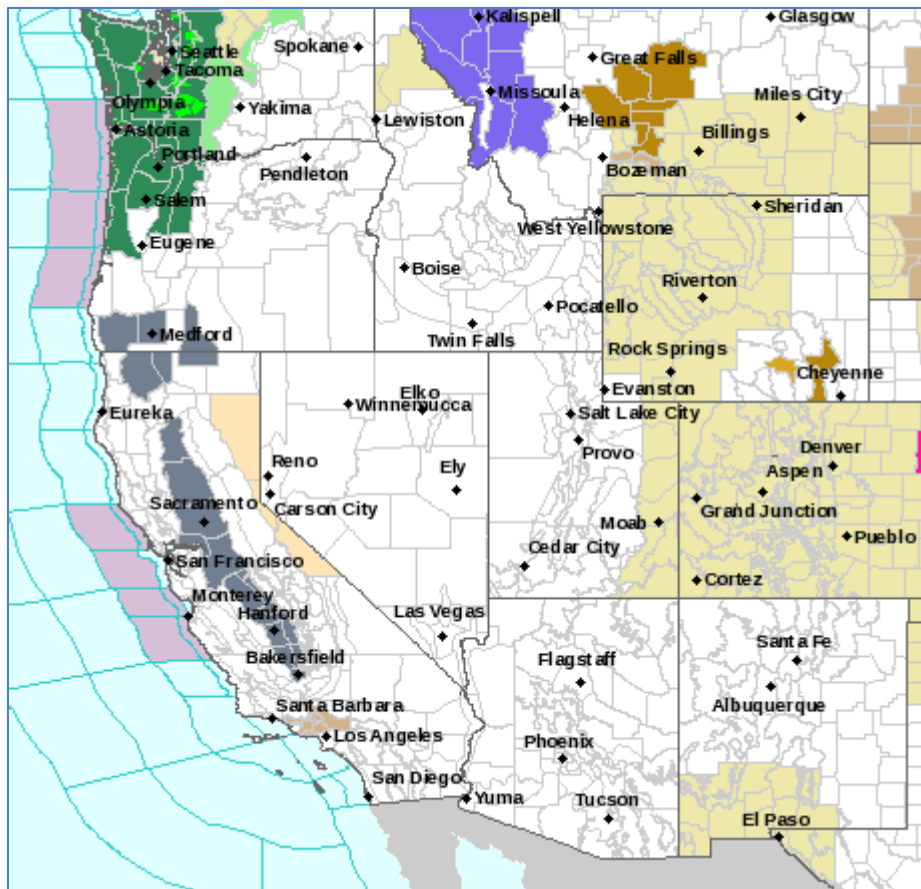 Kalispell
Glasgow
Seattle
Spokane
Great Falls
Tacoma
Missoula
Miles City
Olympia
Yakima
Lewiston
Helena
Astoria
Billings
Portland
Pendleton
Bozeman
Salem
Sheridan
West Yellowstone
Eugene
Boise
Riverton
Pocatello
Medford
Twin Falls
Rock Springs
Cheyenne
Elko
Evanston
Winnemucca
Eureka
Salt Lake City
Provo
Denver
Reno
Ely
Aspen
Sacramento
Carson City
Grand Junction
Moab
Pueblo
San Francisco
Cedar City
Cortez
Monterey
Hanford
Las Vegas
Santa Fe
Bakersfield
Flagstaff
Albuquerque
Santa Barbara
Los Angeles
Phoenix
San Diego
Yuma
Tucson
El Paso